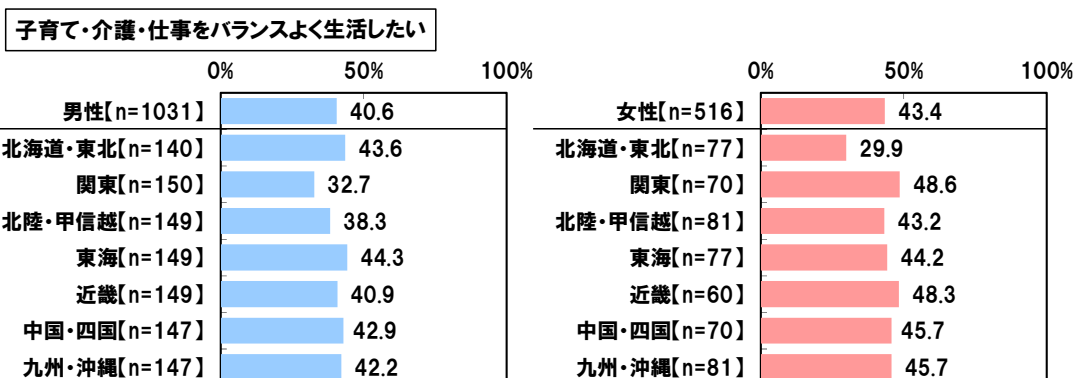 子育て・介護・仕事をバランスよく生活したい
0% 50% 100%
男性【n=1031】 40.6
北海道・東北【n=140】 43.6
関東【n=150】 32.7
北陸・甲信越【n=149】 38.3
東海【n=149】 44.3
近畿【n=149】 40.9
中国・四国【n=147】 42.9
九州・沖縄【n=147】 42.2
0% 50% 100%
女性【n=516】 43.4
北海道・東北【n=77】 29.9
関東【n=70】 48.6
北陸・甲信越【n=81】 43.2
東海【n=77】 44.2
近畿【n=60】 48.3
中国・四国【n=70】 45.7
九州・沖縄【n=81】 45.7